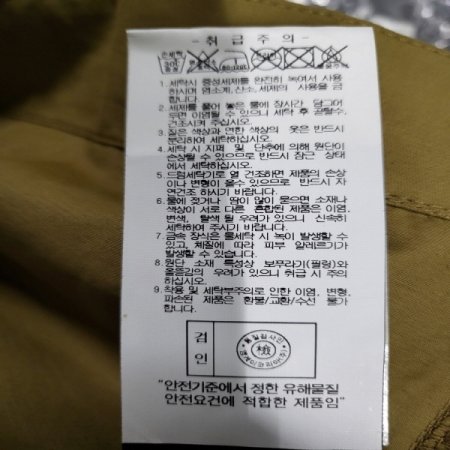 -취급주의-
손세탁
30℃
중성
1. 세탁시 중성세제를 완전히 녹여서 사용
하시며 염소계, 산소, 세제의 사용을 금
합니다.
2. 세제를 풀어 놓은 물에 장시간 담그어
두면 이염될 수 있으니 세탁 후 곧탈수,
건조시켜 주십시오.
3. 짙은 색상과 연한 색상의 옷은 반드시
분리하여 세탁하십시오.
4. 세탁 시 지퍼 및 단추에 의해 원단이
손상될 수 있으므로 반드시 잠근 상태
에서 세탁하십시오.
5. 드럼세탁기로 열 건조하면 제품의 손상
이나 변형이 올수 있으므로 반드시 자
연건조 해주시기 바랍니다.
6. 물에 젖거나 땀이 많이 묻으면 소재나
색상이 서로 다른 혼합된 제품은 이염,
변색, 탈색 될 우려가 있으니 신속히
세탁하여 주시기 바랍니다.
7. 금속 장식은 물세탁 시 녹이 발생할 수
있고, 체질에 따라 피부 알레르기가
발생할 수 있습니다.
8. 원단 소재 특성상 보푸라기(필링)와
올뜯김의 우려가 있으니 취급 시 주의
하십시오.
9. 착용 및 세탁부주의로 인한 이염, 변형,
파손된 제품은 환불/교환/수선 불가
합니다.
검인
檢
"안전기준에서 정한 유해물질
안전요건에 적합한 제품임"